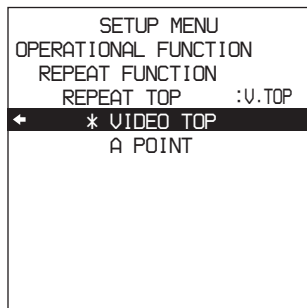 SETUP MENU
OPERATIONAL FUNCTION
REPEAT FUNCTION
REPEAT TOP :V.TOP
← * VIDEO TOP
A POINT